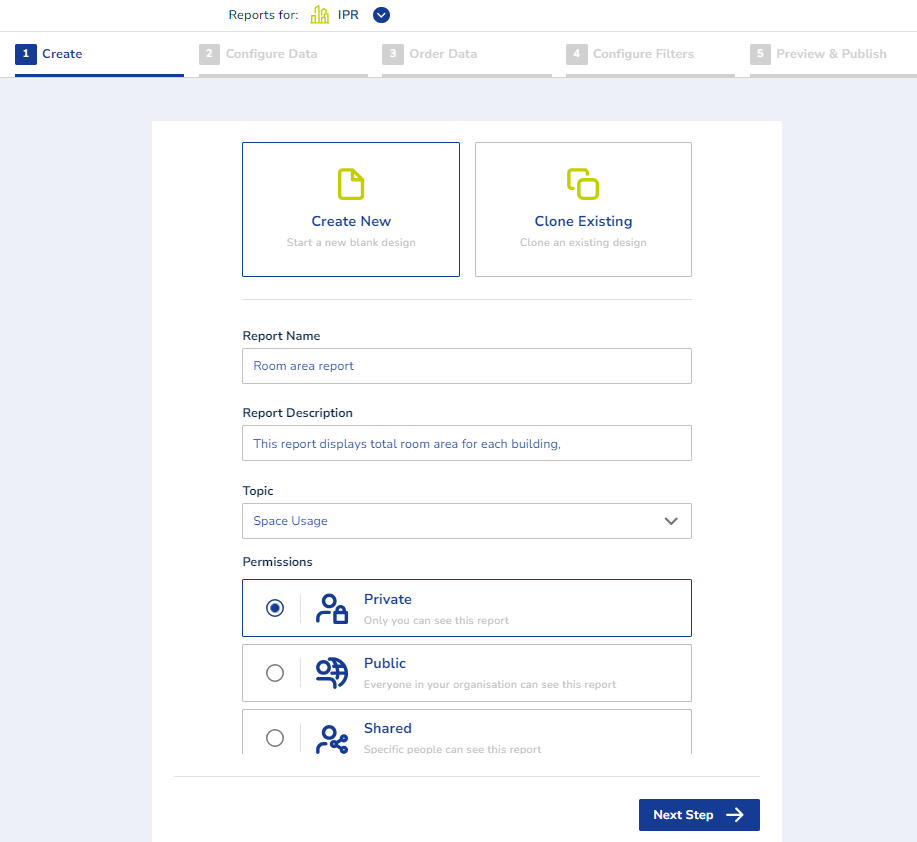 Reports for: IPR
1 Create 2 Configure Data 3 Order Data 4 Configure Filters 5 Preview & Publish
Create New
Start a new blank design
Clone Existing
Clone an existing design
Report Name
Room area report
Report Description
This report displays total room area for each building,
Topic
Space Usage
Permissions
Private
Only you can see this report
Public
Everyone in your organisation can see this report
Shared
Specific people can see this report
Next Step